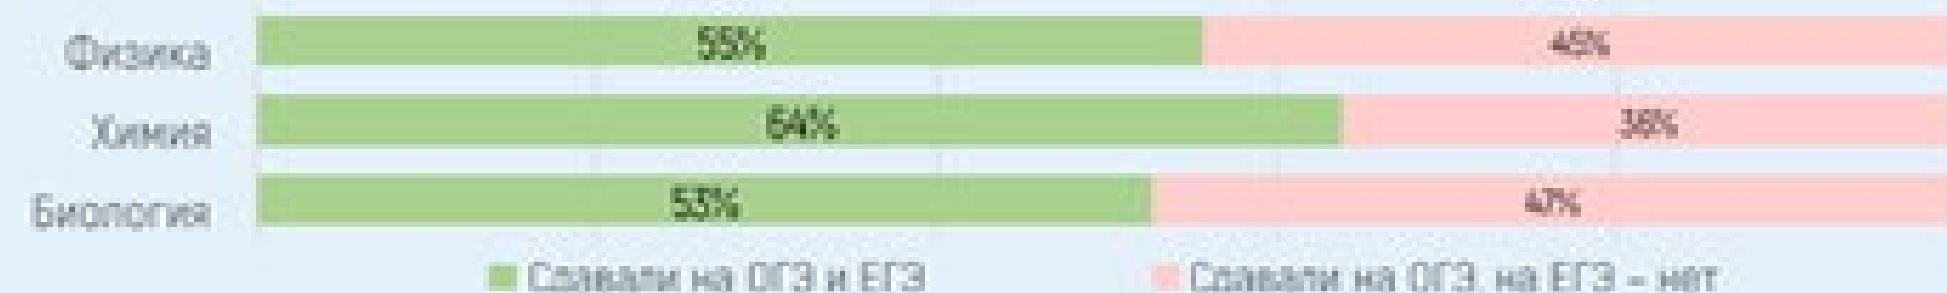 Физика 55% 45%
Химия 64% 36%
Биология 53% 47%
Сдавали на ОГЭ и ЕГЭ Сдавали на ОГЭ, на ЕГЭ – нет